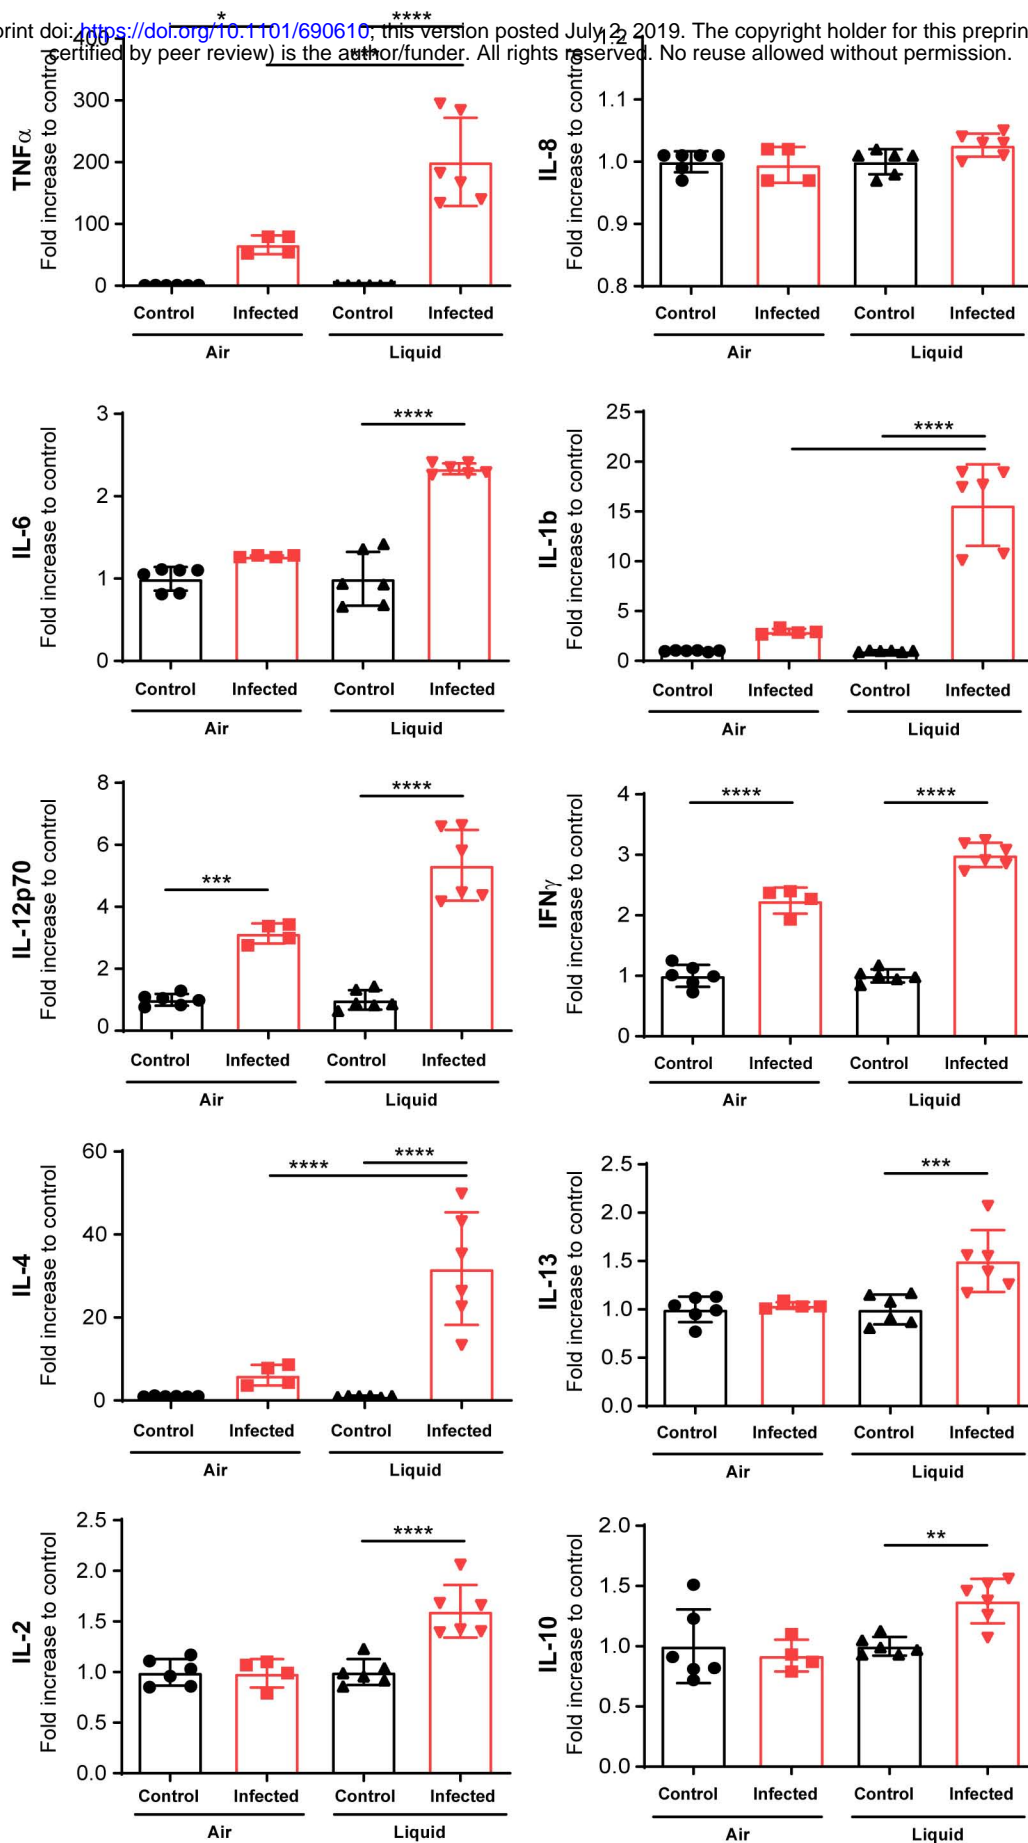 rint doi: https://doi.org/10.1101/690610; this version posted July 2, 2019. The copyright holder for this preprin
certified by peer review) is the author/funder. All rights reserved. No reuse allowed without permission.
TNFα
Fold increase to control
400
300
200
100
0
*
****
Control Infected Control Infected
Air Liquid
IL-8
Fold increase to control
1.2
1.1
1.0
0.9
0.8
Control Infected Control Infected
Air Liquid
IL-6
Fold increase to control
3
2
1
0
****
Control Infected Control Infected
Air Liquid
IL-1b
Fold increase to control
25
20
15
10
5
0
****
Control Infected Control Infected
Air Liquid
IL-12p70
Fold increase to control
8
6
4
2
0
***
****
Control Infected Control Infected
Air Liquid
IFNγ
Fold increase to control
4
3
2
1
0
****
****
Control Infected Control Infected
Air Liquid
IL-4
Fold increase to control
60
40
20
0
****
****
Control Infected Control Infected
Air Liquid
IL-13
Fold increase to control
2.5
2.0
1.5
1.0
0.5
0.0
***
Control Infected Control Infected
Air Liquid
IL-2
Fold increase to control
2.5
2.0
1.5
1.0
0.5
0.0
****
Control Infected Control Infected
Air Liquid
IL-10
Fold increase to control
2.0
1.5
1.0
0.5
0.0
**
Control Infected Control Infected
Air Liquid